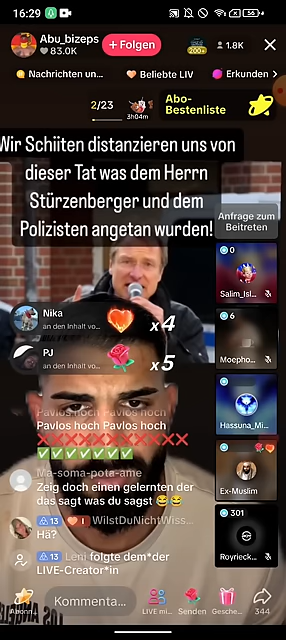 16:29
Abu_bizeps
83.0K
+ Folgen
200+
1.8K
Nachrichten un...
Beliebte LIV
Erkunden >
2/23
3h04m
Abo-
Bestenliste
Wir Schiiten distanzieren uns von
dieser Tat was dem Herrn
Stürzenberger und dem
Polizisten angetan wurden!
Anfrage zum
Beitreten
0
Salim_Isl...
Nika
an den Inhalt vo...
x4
6
Moepho...
PJ
an den Inhalt vo...
x5
Hassuna_Mi...
Pavlos hoch Pavlos hoch
Pavlos hoch Pavlos hoch
Ma-soma-pota-ame
Zeig doch einen gelernten der
das sagt was du sagst
Ex-Muslim
13
WilstDuNichtWiss...
Hä?
301
Royrieck...
13 Leni folgte dem*der
LIVE-Creator*in
Abonn...
Kommenta...
LIVE mi...
Senden
Gesche...
344